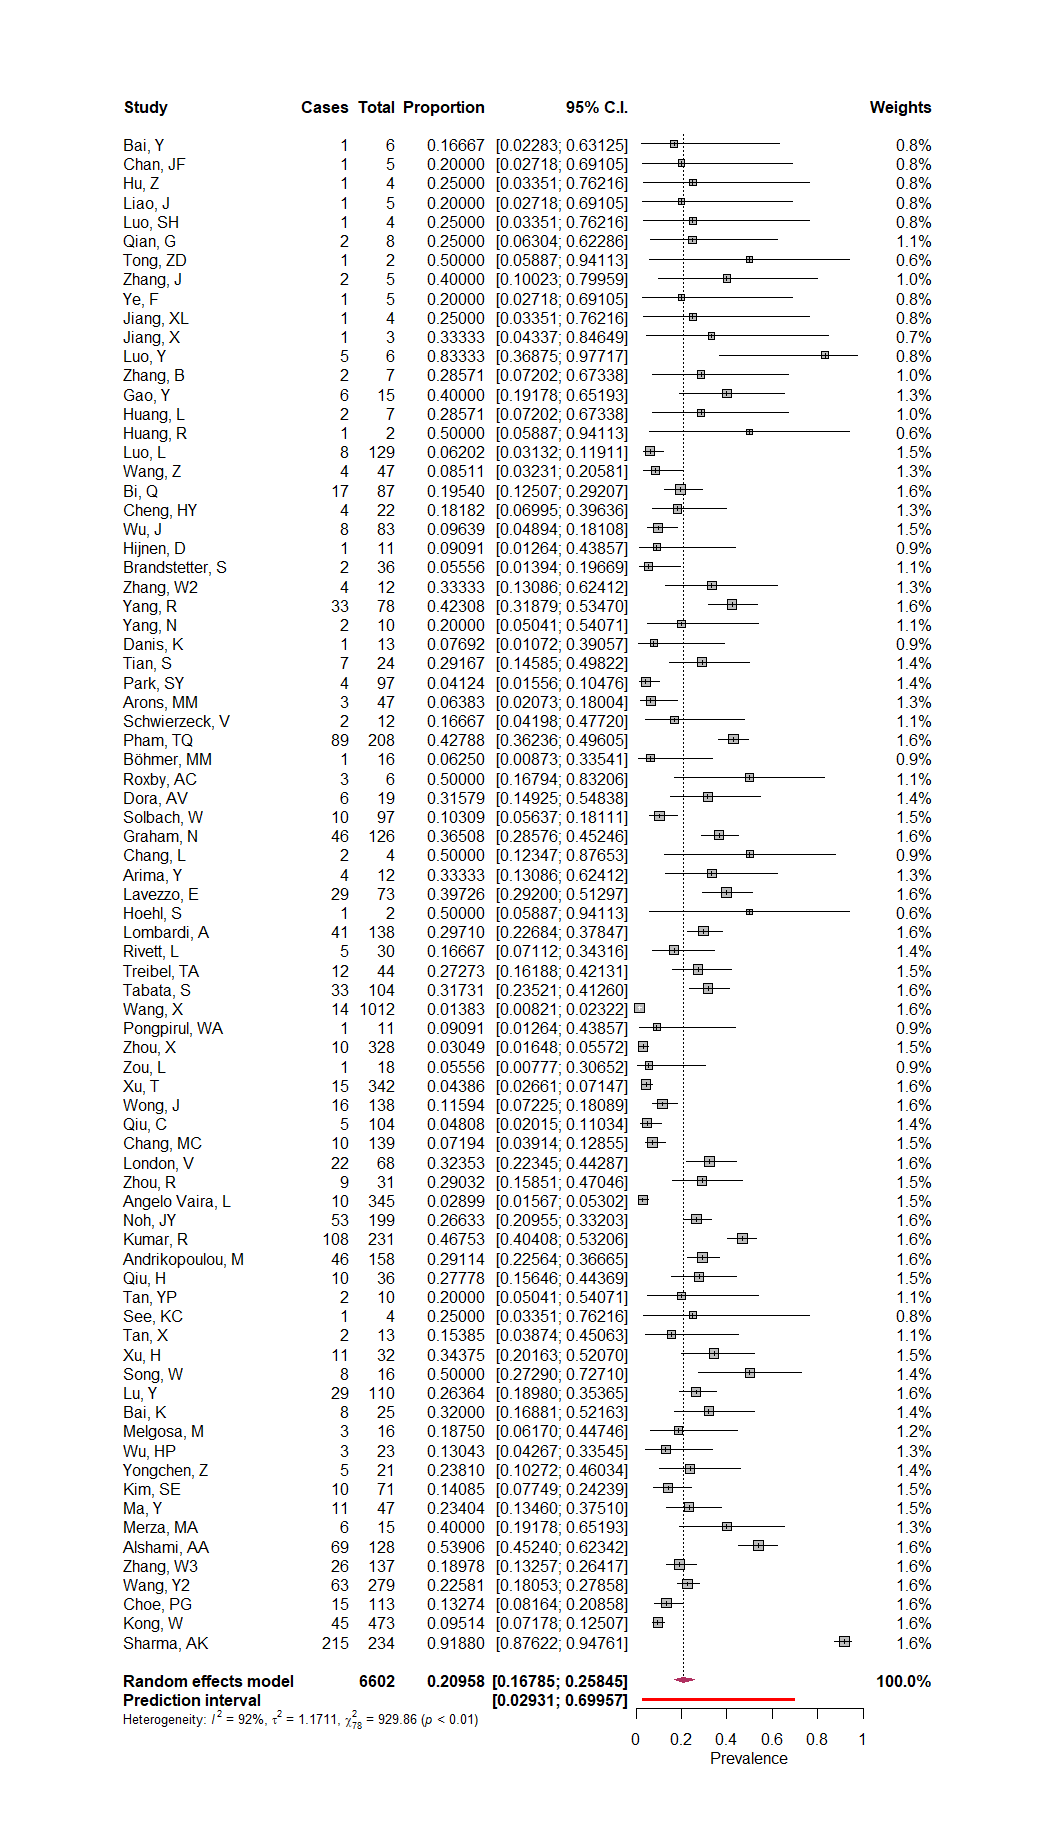 Study Cases Total Proportion 95% C.I. Weights
Bai, Y 1 6 0.16667 [0.02283; 0.63125] 0.8%
Chan, JF 1 5 0.20000 [0.02718; 0.69105] 0.8%
Hu, Z 1 4 0.25000 [0.03351; 0.76216] 0.8%
Liao, J 1 5 0.20000 [0.02718; 0.69105] 0.8%
Luo, SH 1 4 0.25000 [0.03351; 0.76216] 0.8%
Qian, G 2 8 0.25000 [0.06304; 0.62286] 1.1%
Tong, ZD 1 2 0.50000 [0.05887; 0.94113] 0.6%
Zhang, J 2 5 0.40000 [0.10023; 0.79959] 1.0%
Ye, F 1 5 0.20000 [0.02718; 0.69105] 0.8%
Jiang, XL 1 4 0.25000 [0.03351; 0.76216] 0.8%
Jiang, X 1 3 0.33333 [0.04337; 0.84649] 0.7%
Luo, Y 5 6 0.83333 [0.36875; 0.97717] 0.8%
Zhang, B 2 7 0.28571 [0.07202; 0.67338] 1.0%
Gao, Y 6 15 0.40000 [0.19178; 0.65193] 1.3%
Huang, L 2 7 0.28571 [0.07202; 0.67338] 1.0%
Huang, R 1 2 0.50000 [0.05887; 0.94113] 0.6%
Luo, L 8 129 0.06202 [0.03132; 0.11911] 1.5%
Wang, Z 4 47 0.08511 [0.03231; 0.20581] 1.3%
Bi, Q 17 87 0.19540 [0.12507; 0.29207] 1.6%
Cheng, HY 4 22 0.18182 [0.06995; 0.39636] 1.3%
Wu, J 8 83 0.09639 [0.04894; 0.18108] 1.5%
Hijnen, D 1 11 0.09091 [0.01264; 0.43857] 0.9%
Brandstetter, S 2 36 0.05556 [0.01394; 0.19669] 1.1%
Zhang, W2 4 12 0.33333 [0.13086; 0.62412] 1.3%
Yang, R 33 78 0.42308 [0.31879; 0.53470] 1.6%
Yang, N 2 10 0.20000 [0.05041; 0.54071] 1.1%
Danis, K 1 13 0.07692 [0.01072; 0.39057] 0.9%
Tian, S 7 24 0.29167 [0.14585; 0.49822] 1.4%
Park, SY 4 97 0.04124 [0.01556; 0.10476] 1.4%
Arons, MM 3 47 0.06383 [0.02073; 0.18004] 1.3%
Schwierzeck, V 2 12 0.16667 [0.04198; 0.47720] 1.1%
Pham, TQ 89 208 0.42788 [0.36236; 0.49605] 1.6%
Böhmer, MM 1 16 0.06250 [0.00873; 0.33541] 0.9%
Roxby, AC 3 6 0.50000 [0.16794; 0.83206] 1.1%
Dora, AV 6 19 0.31579 [0.14925; 0.54838] 1.4%
Solbach, W 10 97 0.10309 [0.05637; 0.18111] 1.5%
Graham, N 46 126 0.36508 [0.28576; 0.45246] 1.6%
Chang, L 2 4 0.50000 [0.12347; 0.87653] 0.9%
Arima, Y 4 12 0.33333 [0.13086; 0.62412] 1.3%
Lavezzo, E 29 73 0.39726 [0.29200; 0.51297] 1.6%
Hoehl, S 1 2 0.50000 [0.05887; 0.94113] 0.6%
Lombardi, A 41 138 0.29710 [0.22684; 0.37847] 1.6%
Rivett, L 5 30 0.16667 [0.07112; 0.34316] 1.4%
Treibel, TA 12 44 0.27273 [0.16188; 0.42131] 1.5%
Tabata, S 33 104 0.31731 [0.23521; 0.41260] 1.6%
Wang, X 14 1012 0.01383 [0.00821; 0.02322] 1.6%
Pongpirul, WA 1 11 0.09091 [0.01264; 0.43857] 0.9%
Zhou, X 10 328 0.03049 [0.01648; 0.05572] 1.5%
Zou, L 1 18 0.05556 [0.00777; 0.30652] 0.9%
Xu, T 15 342 0.04386 [0.02661; 0.07147] 1.6%
Wong, J 16 138 0.11594 [0.07225; 0.18089] 1.6%
Qiu, C 5 104 0.04808 [0.02015; 0.11034] 1.4%
Chang, MC 10 139 0.07194 [0.03914; 0.12855] 1.5%
London, V 22 68 0.32353 [0.22345; 0.44287] 1.6%
Zhou, R 9 31 0.29032 [0.15851; 0.47046] 1.5%
Angelo Vaira, L 10 345 0.02899 [0.01567; 0.05302] 1.5%
Noh, JY 53 199 0.26633 [0.20955; 0.33203] 1.6%
Kumar, R 108 231 0.46753 [0.40408; 0.53206] 1.6%
Andrikopoulou, M 46 158 0.29114 [0.22564; 0.36665] 1.6%
Qiu, H 10 36 0.27778 [0.15646; 0.44369] 1.5%
Tan, YP 2 10 0.20000 [0.05041; 0.54071] 1.1%
See, KC 1 4 0.25000 [0.03351; 0.76216] 0.8%
Tan, X 2 13 0.15385 [0.03874; 0.45063] 1.1%
Xu, H 11 32 0.34375 [0.20163; 0.52070] 1.5%
Song, W 8 16 0.50000 [0.27290; 0.72710] 1.4%
Lu, Y 29 110 0.26364 [0.18980; 0.35365] 1.6%
Bai, K 8 25 0.32000 [0.16881; 0.52163] 1.4%
Melgosa, M 3 16 0.18750 [0.06170; 0.44746] 1.2%
Wu, HP 3 23 0.13043 [0.04267; 0.33545] 1.3%
Yongchen, Z 5 21 0.23810 [0.10272; 0.46034] 1.4%
Kim, SE 10 71 0.14085 [0.07749; 0.24239] 1.5%
Ma, Y 11 47 0.23404 [0.13460; 0.37510] 1.5%
Merza, MA 6 15 0.40000 [0.19178; 0.65193] 1.3%
Alshami, AA 69 128 0.53906 [0.45240; 0.62342] 1.6%
Zhang, W3 26 137 0.18978 [0.13257; 0.26417] 1.6%
Wang, Y2 63 279 0.22581 [0.18053; 0.27858] 1.6%
Choe, PG 15 113 0.13274 [0.08164; 0.20858] 1.6%
Kong, W 45 473 0.09514 [0.07178; 0.12507] 1.6%
Sharma, AK 215 234 0.91880 [0.87622; 0.94761] 1.6%
Random effects model 6602 0.20958 [0.16785; 0.25845] 100.0%
Prediction interval [0.02931; 0.69957]
Heterogeneity: I² = 92%, τ² = 1.1711, χ²₇₈ = 929.86 (p < 0.01)
0 0.2 0.4 0.6 0.8 1
Prevalence